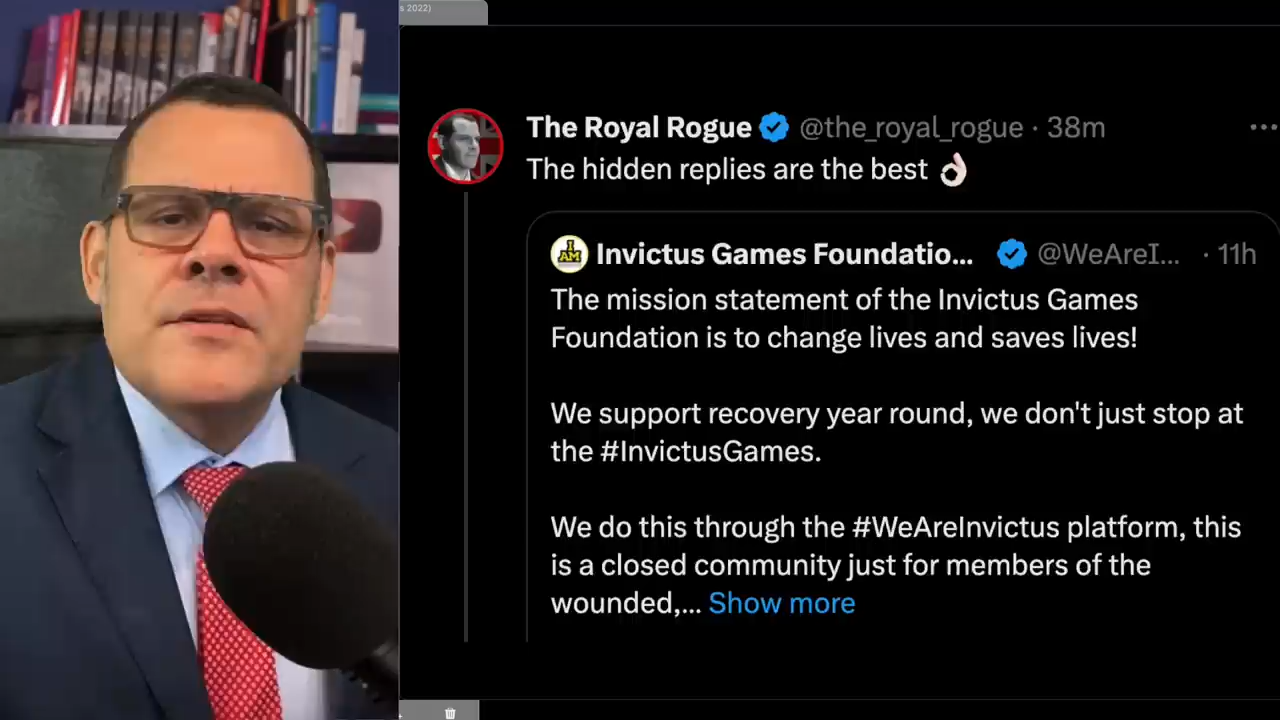 s 2022)
The Royal Rogue @the_royal_rogue · 38m
The hidden replies are the best 👌🏻
I AM
Invictus Games Foundatio... @WeAreI... · 11h
The mission statement of the Invictus Games
Foundation is to change lives and saves lives!
We support recovery year round, we don't just stop at
the #InvictusGames.
We do this through the #WeAreInvictus platform, this
is a closed community just for members of the
wounded,... Show more